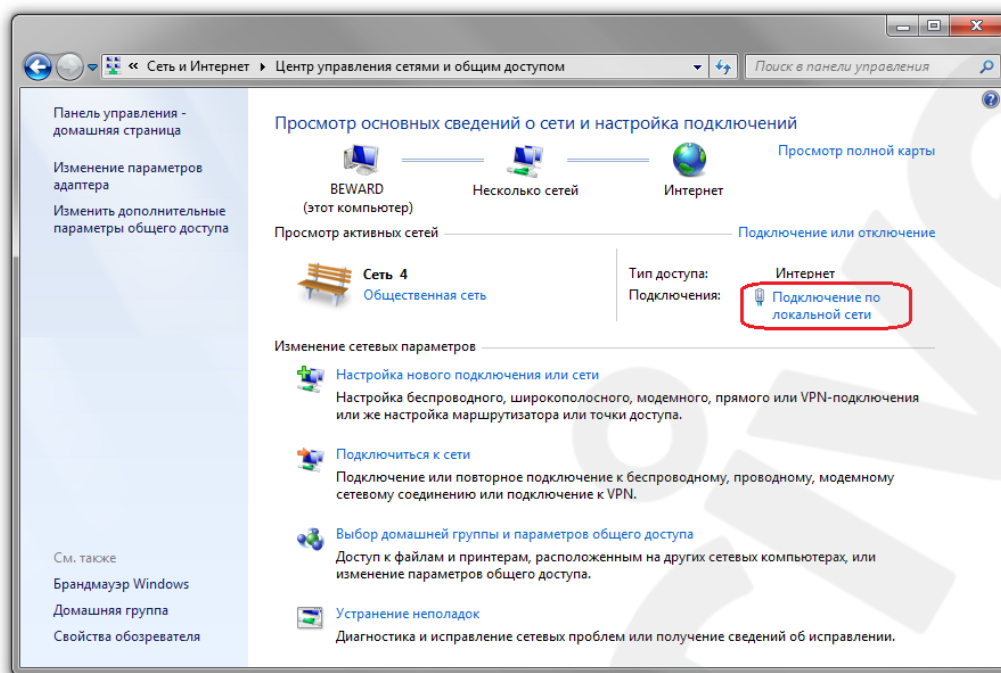 « Сеть и Интернет ▸ Центр управления сетями и общим доступом
Поиск в панели управления
Панель управления -
домашняя страница
Изменение параметров
адаптера
Изменить дополнительные
параметры общего доступа
См. также
Брандмауэр Windows
Домашняя группа
Свойства обозревателя
Просмотр основных сведений о сети и настройка подключений
Просмотр полной карты
BEWARD
(этот компьютер)
Несколько сетей
Интернет
Просмотр активных сетей
Подключение или отключение
Сеть 4
Общественная сеть
Тип доступа: Интернет
Подключения: Подключение по
локальной сети
Изменение сетевых параметров
Настройка нового подключения или сети
Настройка беспроводного, широкополосного, модемного, прямого или VPN-подключения
или же настройка маршрутизатора или точки доступа.
Подключиться к сети
Подключение или повторное подключение к беспроводному, проводному, модемному
сетевому соединению или подключение к VPN.
Выбор домашней группы и параметров общего доступа
Доступ к файлам и принтерам, расположенным на других сетевых компьютерах, или
изменение параметров общего доступа.
Устранение неполадок
Диагностика и исправление сетевых проблем или получение сведений об исправлении.